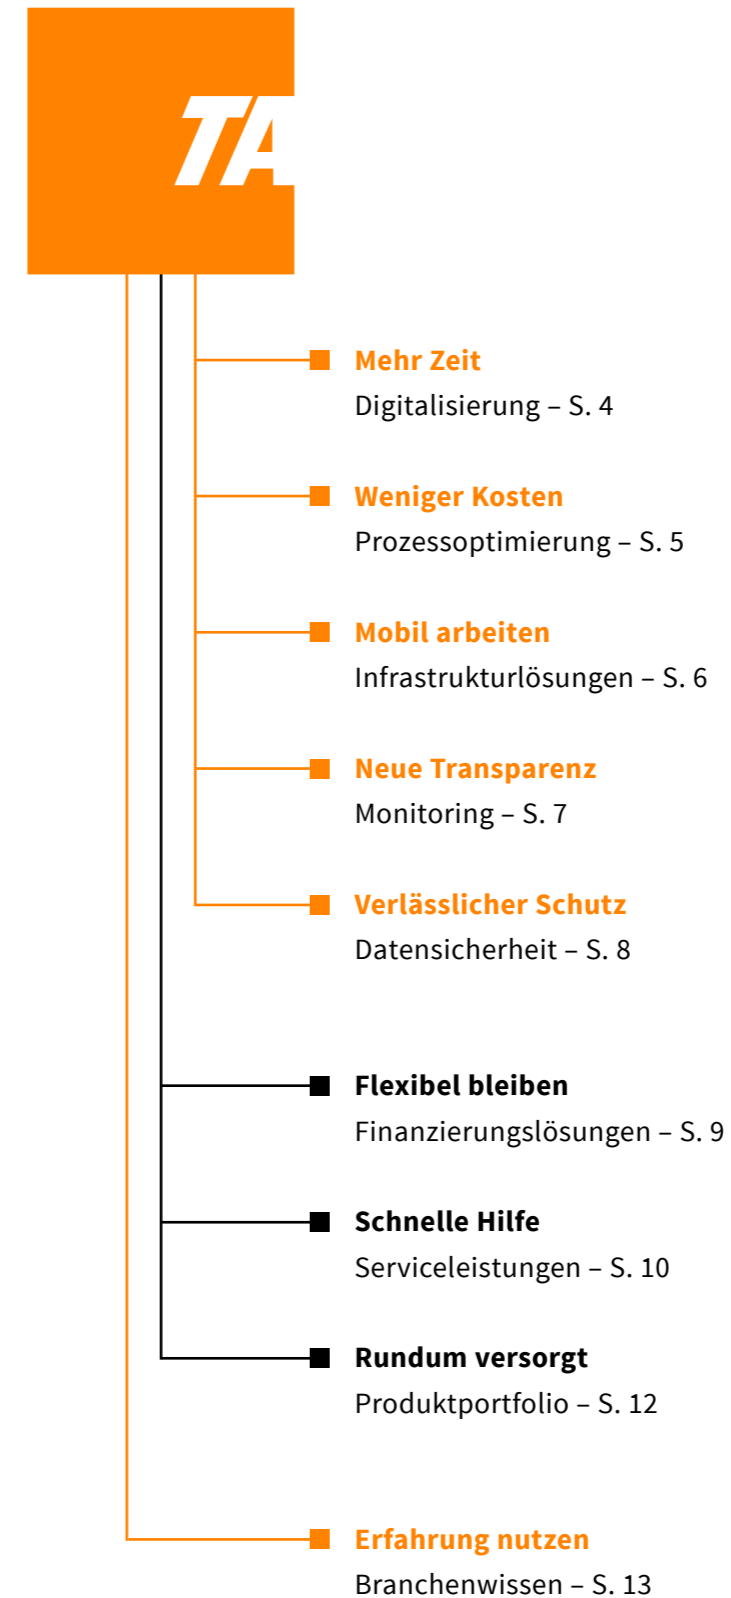 TA
Mehr Zeit
Digitalisierung – S. 4
Weniger Kosten
Prozessoptimierung – S. 5
Mobil arbeiten
Infrastrukturlösungen – S. 6
Neue Transparenz
Monitoring – S. 7
Verlässlicher Schutz
Datensicherheit – S. 8
Flexibel bleiben
Finanzierungslösungen – S. 9
Schnelle Hilfe
Serviceleistungen – S. 10
Rundum versorgt
Produktportfolio – S. 12
Erfahrung nutzen
Branchenwissen – S. 13